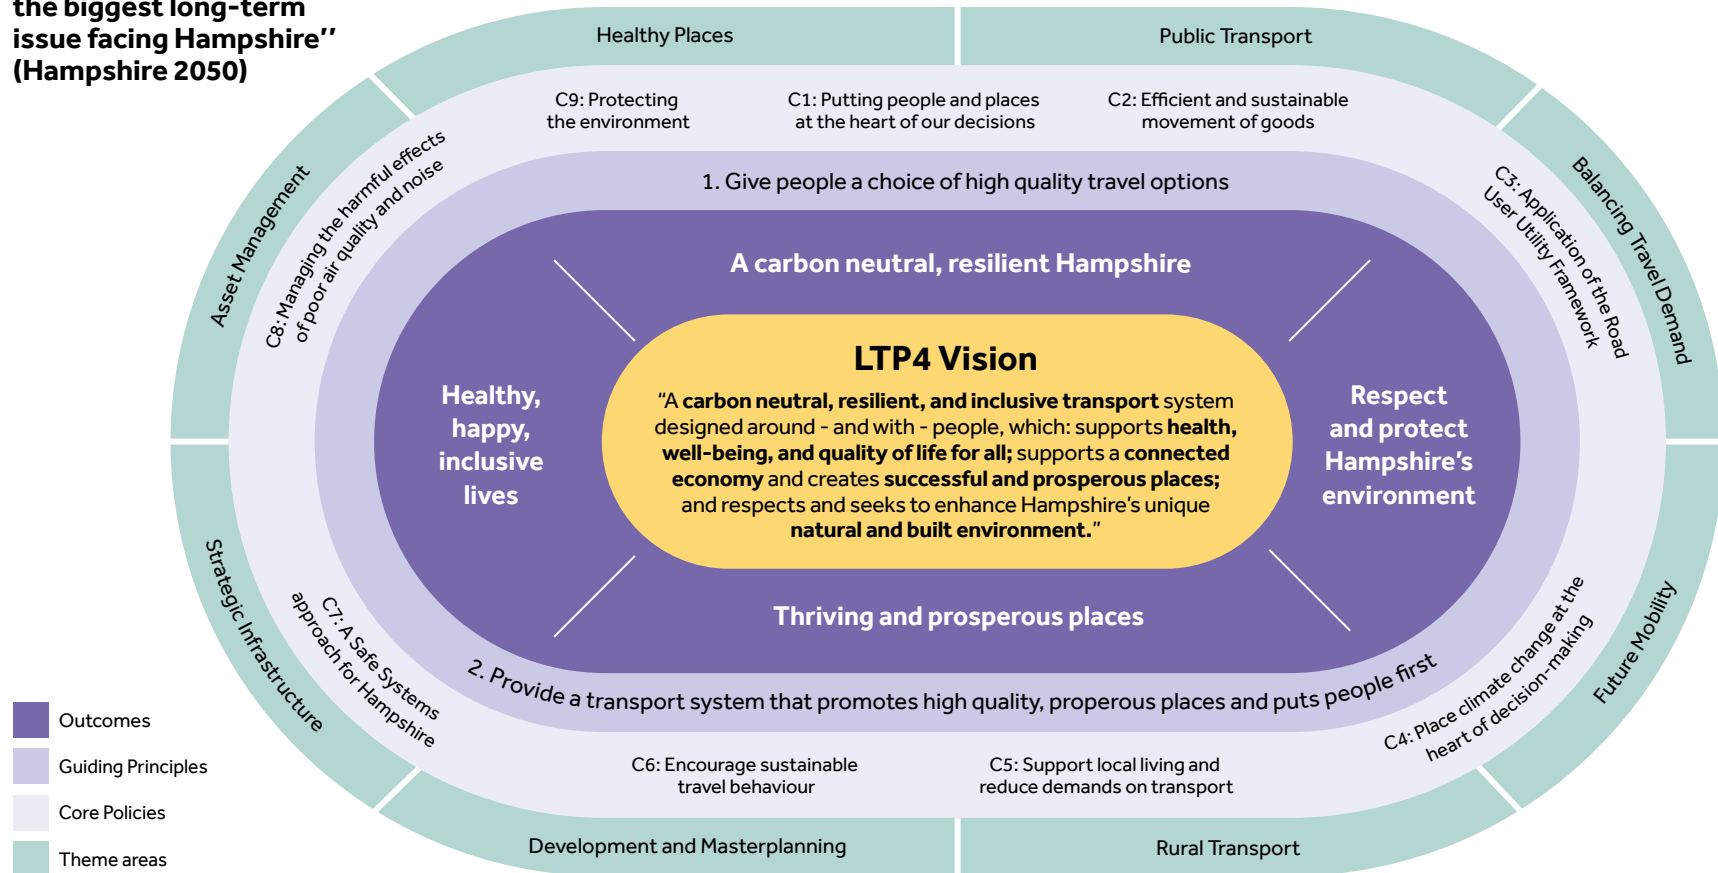 the biggest long-term
issue facing Hampshire’’
(Hampshire 2050)
Healthy Places
Public Transport
Balancing Travel Demand
Future Mobility
Rural Transport
Development and Masterplanning
Strategic Infrastructure
Asset Management
C9: Protecting
the environment
C1: Putting people and places
at the heart of our decisions
C2: Efficient and sustainable
movement of goods
C3: Application of the Road
User Utility Framework
C4: Place climate change at the
heart of decision-making
C5: Support local living and
reduce demands on transport
C6: Encourage sustainable
travel behaviour
C7: A Safe Systems
approach for Hampshire
C8: Managing the harmful effects
of poor air quality and noise
1. Give people a choice of high quality travel options
2. Provide a transport system that promotes high quality, properous places and puts people first
A carbon neutral, resilient Hampshire
Healthy,
happy,
inclusive
lives
Respect
and protect
Hampshire’s
environment
Thriving and prosperous places
LTP4 Vision
“A carbon neutral, resilient, and inclusive transport system
designed around - and with - people, which: supports health,
well-being, and quality of life for all; supports a connected
economy and creates successful and prosperous places;
and respects and seeks to enhance Hampshire’s unique
natural and built environment.”
Outcomes
Guiding Principles
Core Policies
Theme areas